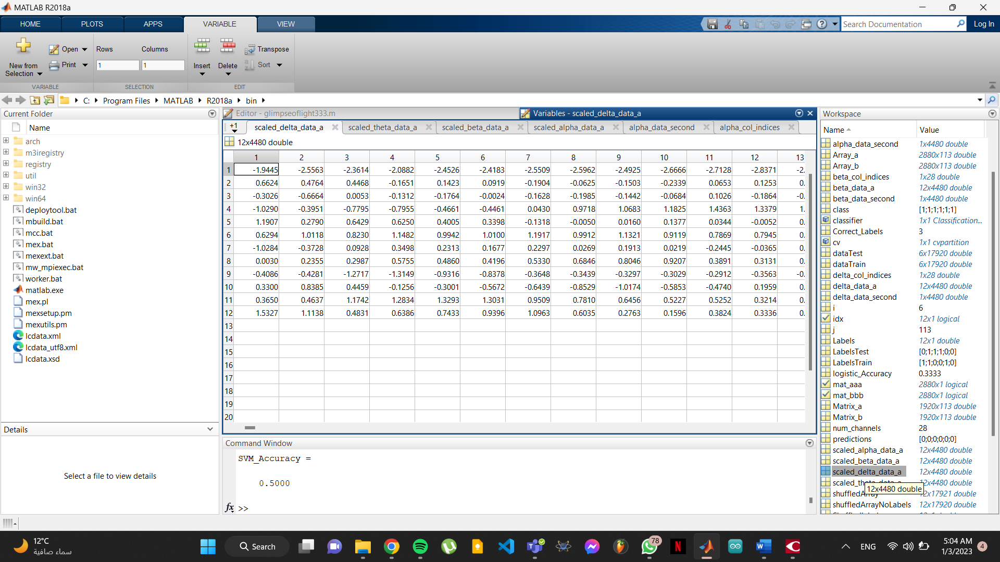 MATLAB R2018a
HOME PLOTS APPS VARIABLE VIEW
Search Documentation Log In
New from Selection
Open
Print
VARIABLE
Rows Columns
1 1
SELECTION
Insert Delete
Transpose
Sort
EDIT
C: Program Files MATLAB R2018a bin
Current Folder
Name
arch
m3iregistry
registry
util
win32
win64
deploytool.bat
mbuild.bat
mcc.bat
mex.bat
mexext.bat
mw_mpiexec.bat
worker.bat
matlab.exe
mex.pl
mexsetup.pm
mexutils.pm
lcdata.xml
lcdata_utf8.xml
lcdata.xsd
Details
Select a file to view details
Editor - glimpseoflight333.m
Variables - scaled_delta_data_a
+1 scaled_delta_data_a scaled_theta_data_a scaled_beta_data_a scaled_alpha_data_a alpha_data_second alpha_col_indices
12x4480 double
1 2 3 4 5 6 7 8 9 10 11 12 13
1 -1.9445 -2.5563 -2.3614 -2.0882 -2.4526 -2.4183 -2.5509 -2.5962 -2.4925 -2.6666 -2.7128 -2.8371 -2.
2 0.6624 0.4764 0.4468 -0.1651 0.1423 0.0919 -0.1904 -0.0625 -0.1503 -0.2339 0.0653 0.1253 0.
3 -0.3026 -0.6664 0.0053 -0.1312 -0.1764 -0.0024 -0.1628 -0.1985 -0.1442 -0.0684 0.1026 -0.1864 -0.
4 -1.0290 -0.3951 -0.7795 -0.7955 -0.4661 -0.4461 0.0430 0.9718 1.0683 1.1825 1.4363 1.3379 1.
5 1.1907 0.2790 0.6429 0.6250 0.4005 0.3398 -0.1318 -0.0050 0.0160 0.1377 0.0344 -0.0052 0.
6 0.6294 1.0118 0.8230 1.1482 0.9942 1.0100 1.1917 0.9912 1.1321 0.9119 0.7869 0.7945 0.
7 -1.0284 -0.3728 0.0928 0.3498 0.2313 0.1677 0.2297 0.0269 0.1913 0.0219 -0.2445 -0.0365 0.
8 0.0030 0.2355 0.2987 0.5755 0.4860 0.4196 0.5330 0.6846 0.8046 0.9207 0.3891 0.3131 0.
9 -0.4086 -0.4281 -1.2717 -1.3149 -0.9316 -0.8378 -0.3648 -0.3439 -0.3297 -0.3029 -0.2912 -0.3563 -0.
10 0.3300 0.8385 0.4459 -0.1256 -0.3001 -0.5672 -0.6439 -0.8529 -1.0174 -0.5853 -0.4740 0.1959 0.
11 0.3650 0.4637 1.1742 1.2834 1.3293 1.3031 0.9509 0.7810 0.6456 0.5227 0.5252 0.3214 0.
12 1.5327 1.1138 0.4831 0.6386 0.7433 0.9396 1.0963 0.6035 0.2763 0.1596 0.3824 0.3336 0.
13
14
15
16
17
18
19
20
Command Window
SVM_Accuracy =
0.5000
fx >>
Workspace
Name Value
alpha_data_second 1x4480 double
Array_a 2880x113 double
Array_b 2880x113 double
beta_col_indices 1x28 double
beta_data_a 12x4480 double
beta_data_second 1x4480 double
class [1;1;1;1;1;1]
classifier 1x1 Classification...
Correct_Labels 3
cv 1x1 cvpartition
dataTest 6x17920 double
dataTrain 6x17920 double
delta_col_indices 1x28 double
delta_data_a 12x4480 double
delta_data_second 1x4480 double
i 6
idx 12x1 logical
j 113
Labels 12x1 double
LabelsTest [0;1;1;1;0;0]
LabelsTrain [1;1;0;0;1;0]
logistic_Accuracy 0.3333
mat_aaa 2880x1 logical
mat_bbb 2880x1 logical
Matrix_a 1920x113 double
Matrix_b 1920x113 double
num_channels 28
predictions [0;0;0;0;0;0]
scaled_alpha_data_a 12x4480 double
scaled_beta_data_a 12x4480 double
scaled_delta_data_a 12x4480 double
12x4480 double
12x4480 double
shuffledArray 12x17921 double
shuffledArrayNoLabels 12x17920 double
12°C
سماء صافية
Search
78
ENG
5:04 AM
1/3/2023
4